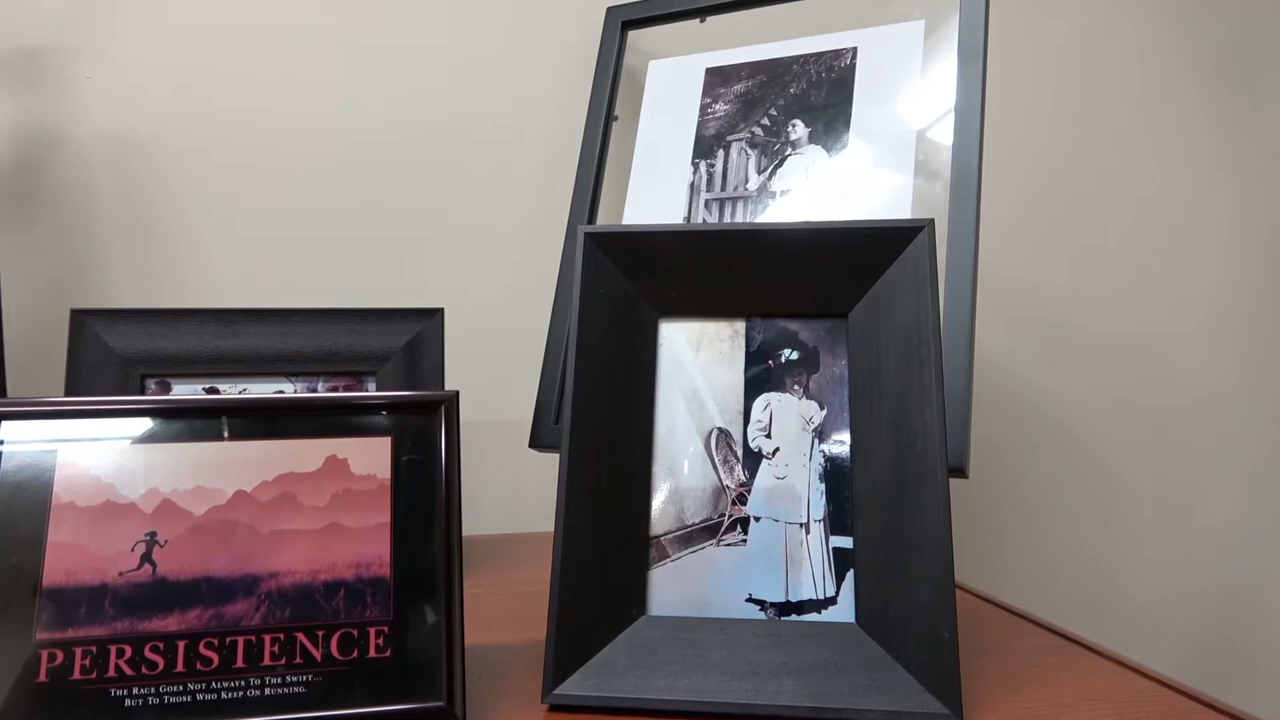 PERSISTENCE
THE RACE GOES NOT ALWAYS TO THE SWIFT...
BUT TO THOSE WHO KEEP ON RUNNING.